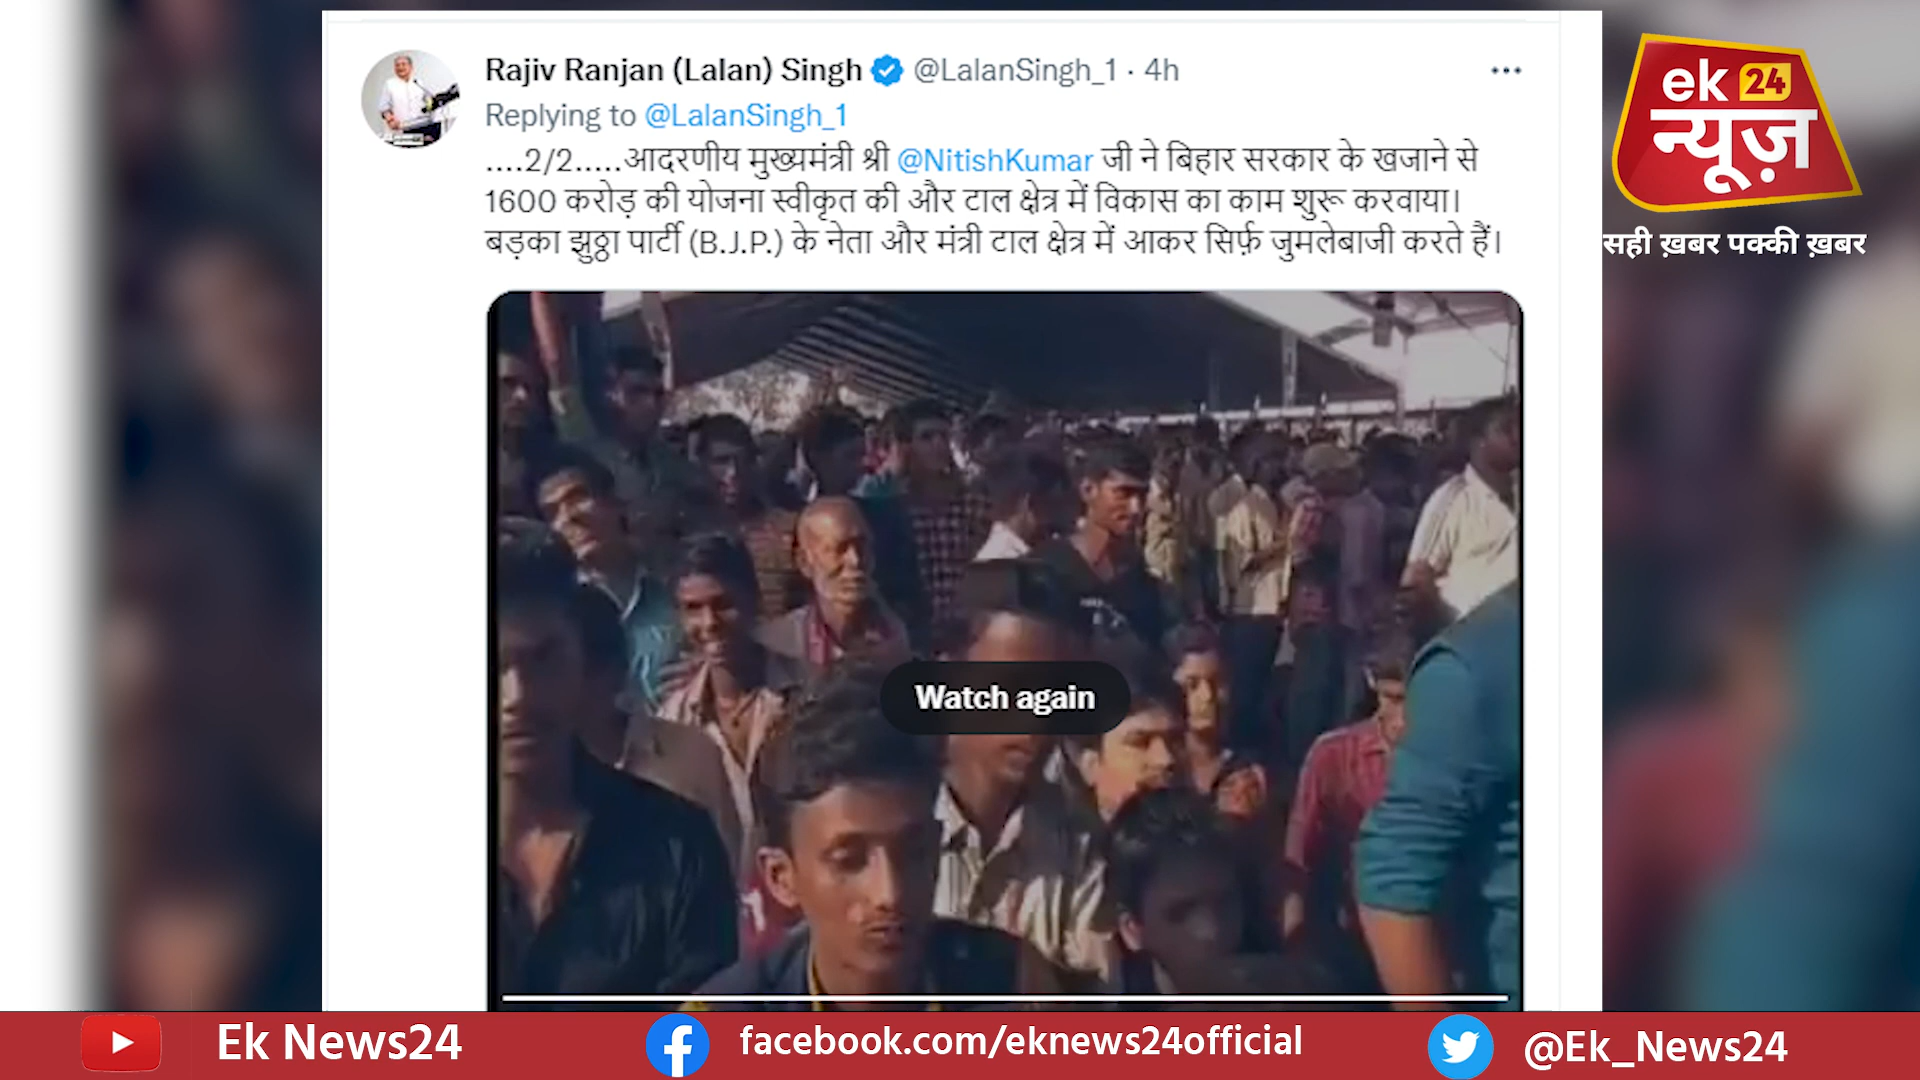 Rajiv Ranjan (Lalan) Singh @LalanSingh_1 · 4h
Replying to @LalanSingh_1
....2/2.....आदरणीय मुख्यमंत्री श्री @NitishKumar जी ने बिहार सरकार के खजाने से
1600 करोड़ की योजना स्वीकृत की और टाल क्षेत्र में विकास का काम शुरू करवाया।
बड़का झुठ्ठा पार्टी (B.J.P.) के नेता और मंत्री टाल क्षेत्र में आकर सिर्फ़ जुमलेबाजी करते हैं।
Watch again
ek 24
न्यूज़
सही ख़बर पक्की ख़बर
Ek News24
facebook.com/eknews24official
@Ek_News24